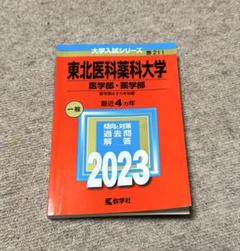 大学入試シリーズ
211
東北医科薬科大学
医学部・薬学部
最近4カ年
一般
傾向と対策
過去問
解答
2023
教学社